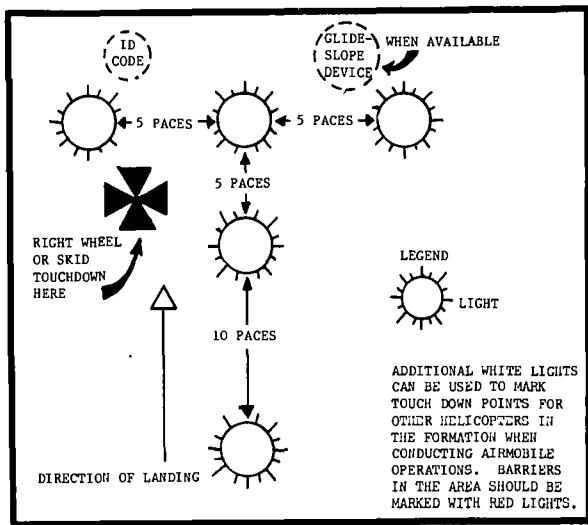 ID
CODE
GLIDE-
SLOPE
DEVICE
WHEN AVAILABLE
5 PACES
5 PACES
5 PACES
RIGHT WHEEL
OR SKID
TOUCHDOWN
HERE
LEGEND
LIGHT
10 PACES
DIRECTION OF LANDING
ADDITIONAL WHITE LIGHTS
CAN BE USED TO MARK
TOUCH DOWN POINTS FOR
OTHER HELICOPTERS IN
THE FORMATION WHEN
CONDUCTING AIRMOBILE
OPERATIONS. BARRIERS
IN THE AREA SHOULD BE
MARKED WITH RED LIGHTS.